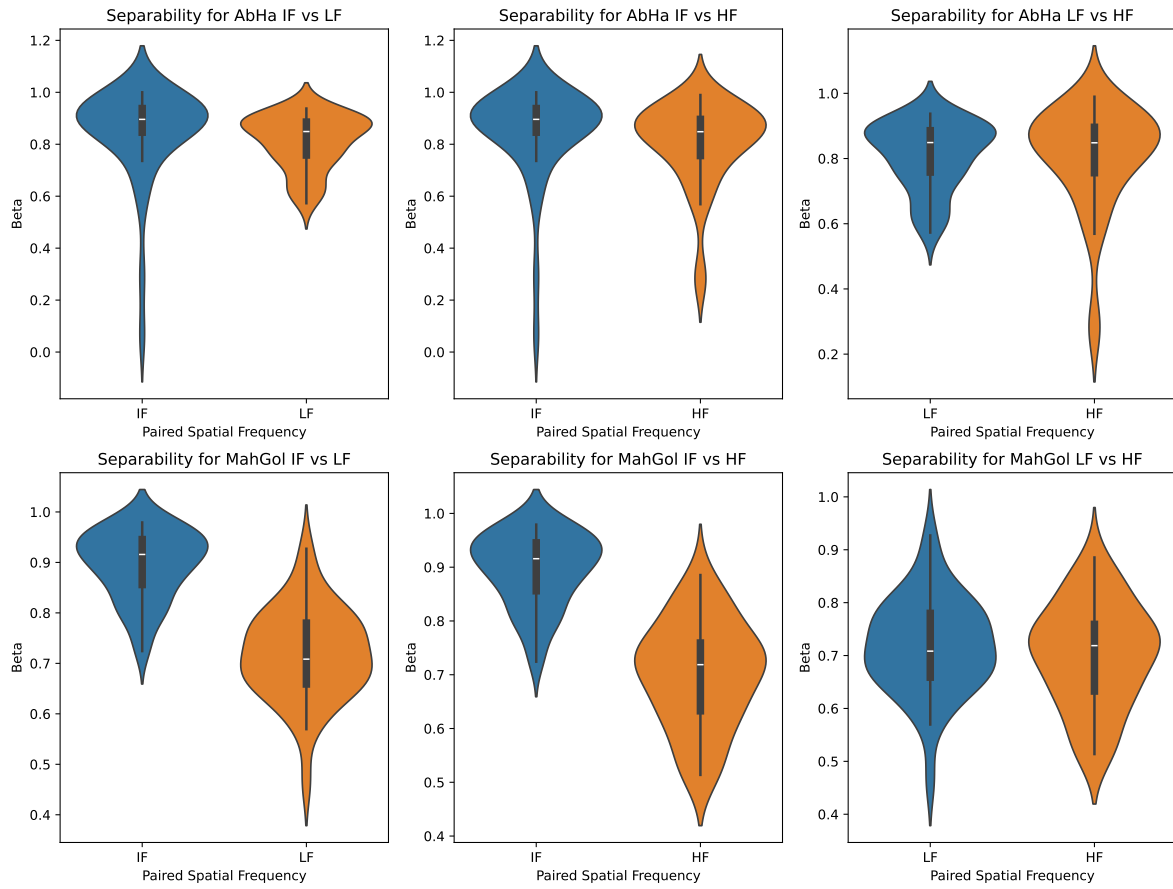 Separability for AbHa IF vs LF
1.2
1.0
0.8
0.6
0.4
0.2
0.0
Beta
IF
LF
Paired Spatial Frequency
Separability for AbHa IF vs HF
1.2
1.0
0.8
0.6
0.4
0.2
0.0
Beta
IF
HF
Paired Spatial Frequency
Separability for AbHa LF vs HF
1.0
0.8
0.6
0.4
0.2
Beta
LF
HF
Paired Spatial Frequency
Separability for MahGol IF vs LF
1.0
0.9
0.8
0.7
0.6
0.5
0.4
Beta
IF
LF
Paired Spatial Frequency
Separability for MahGol IF vs HF
1.0
0.9
0.8
0.7
0.6
0.5
0.4
Beta
IF
HF
Paired Spatial Frequency
Separability for MahGol LF vs HF
1.0
0.9
0.8
0.7
0.6
0.5
0.4
Beta
LF
HF
Paired Spatial Frequency